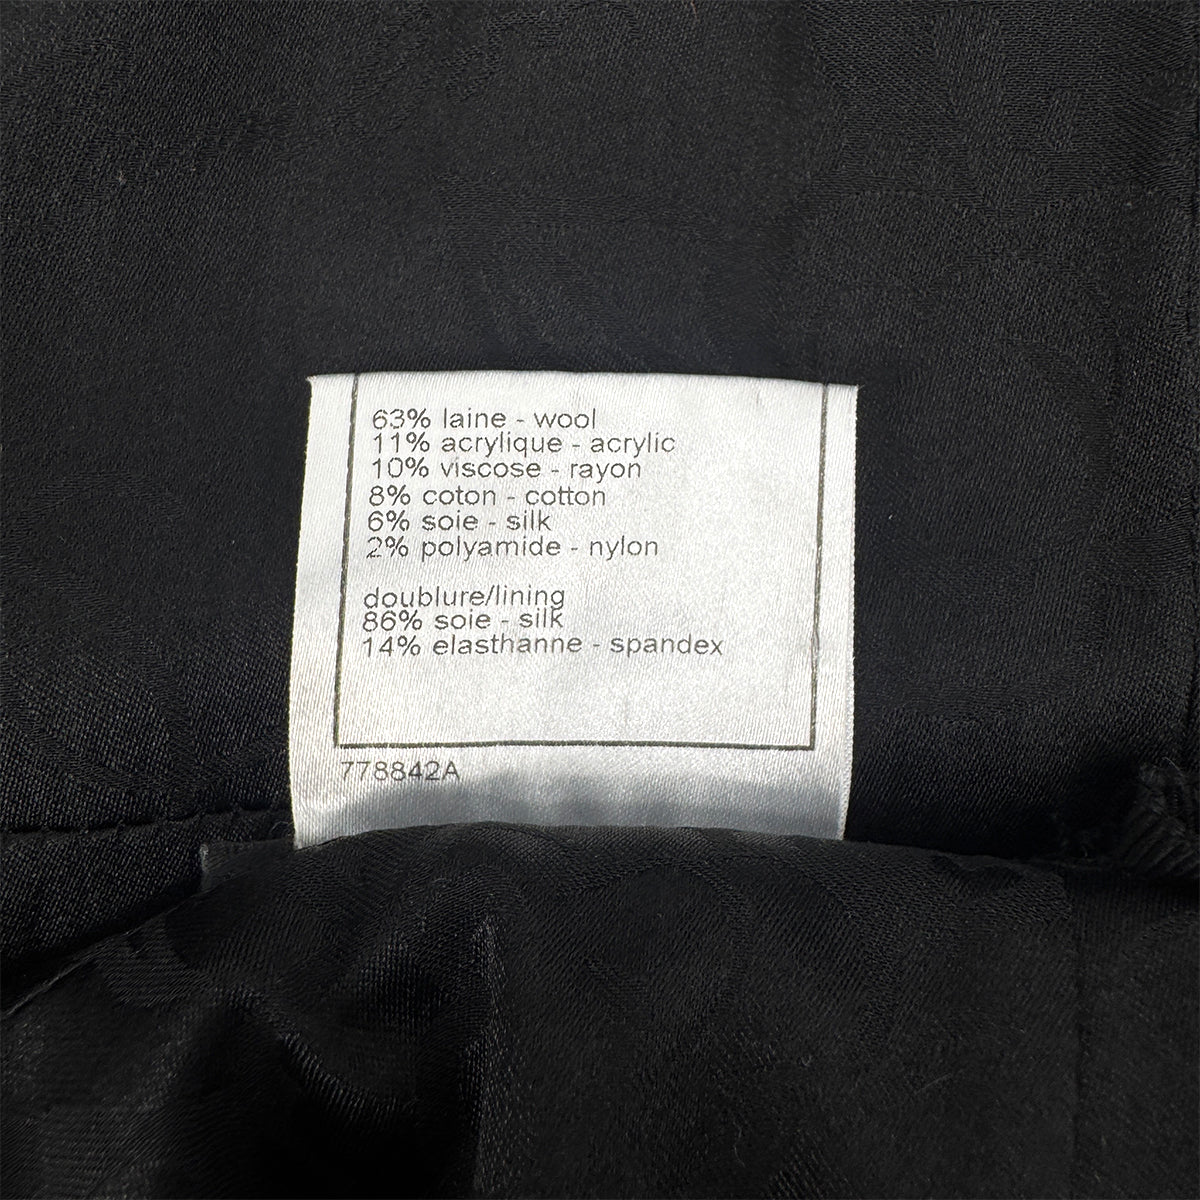 63% laine - wool
11% acrylique - acrylic
10% viscose - rayon
8% coton - cotton
6% soie - silk
2% polyamide - nylon
doublure/lining
86% soie - silk
14% elasthanne - spandex
778842A